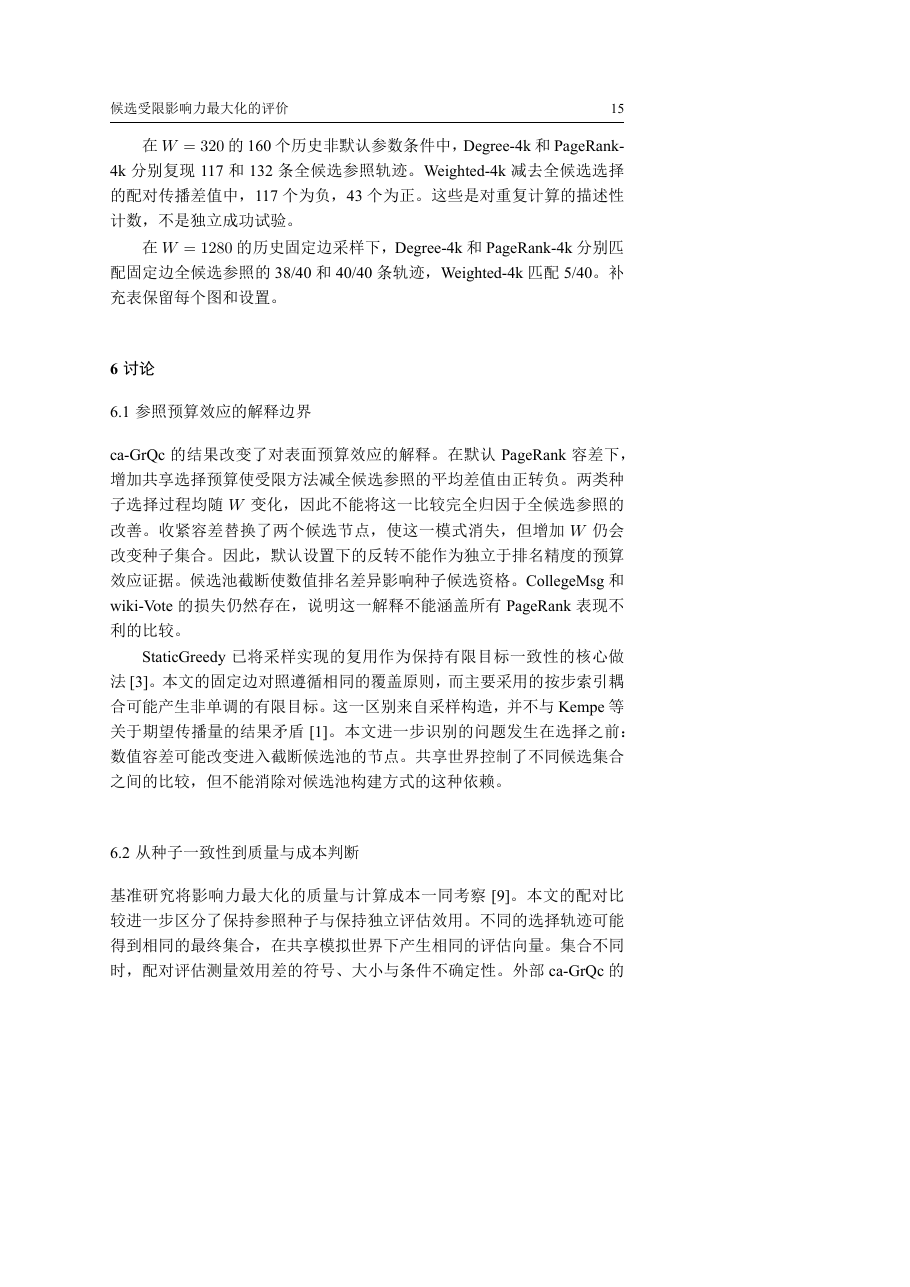 候选受限影响力最大化的评价 15
在 W = 320 的 160 个历史非默认参数条件中，Degree-4k 和 PageRank-
4k 分别复现 117 和 132 条全候选参照轨迹。Weighted-4k 减去全候选选择
的配对传播差值中，117 个为负，43 个为正。这些是对重复计算的描述性
计数，不是独立成功试验。
在 W = 1280 的历史固定边采样下，Degree-4k 和 PageRank-4k 分别匹
配固定边全候选参照的 38/40 和 40/40 条轨迹，Weighted-4k 匹配 5/40。补
充表保留每个图和设置。
6 讨论
6.1 参照预算效应的解释边界
ca-GrQc 的结果改变了对表面预算效应的解释。在默认 PageRank 容差下，
增加共享选择预算使受限方法减全候选参照的平均差值由正转负。两类种
子选择过程均随 W 变化，因此不能将这一比较完全归因于全候选参照的
改善。收紧容差替换了两个候选节点，使这一模式消失，但增加 W 仍会
改变种子集合。因此，默认设置下的反转不能作为独立于排名精度的预算
效应证据。候选池截断使数值排名差异影响种子候选资格。CollegeMsg 和
wiki-Vote 的损失仍然存在，说明这一解释不能涵盖所有 PageRank 表现不
利的比较。
StaticGreedy 已将采样实现的复用作为保持有限目标一致性的核心做
法 [3]。本文的固定边对照遵循相同的覆盖原则，而主要采用的按步索引耦
合可能产生非单调的有限目标。这一区别来自采样构造，并不与 Kempe 等
关于期望传播量的结果矛盾 [1]。本文进一步识别的问题发生在选择之前：
数值容差可能改变进入截断候选池的节点。共享世界控制了不同候选集合
之间的比较，但不能消除对候选池构建方式的这种依赖。
6.2 从种子一致性到质量与成本判断
基准研究将影响力最大化的质量与计算成本一同考察 [9]。本文的配对比
较进一步区分了保持参照种子与保持独立评估效用。不同的选择轨迹可能
得到相同的最终集合，在共享模拟世界下产生相同的评估向量。集合不同
时，配对评估测量效用差的符号、大小与条件不确定性。外部 ca-GrQc 的